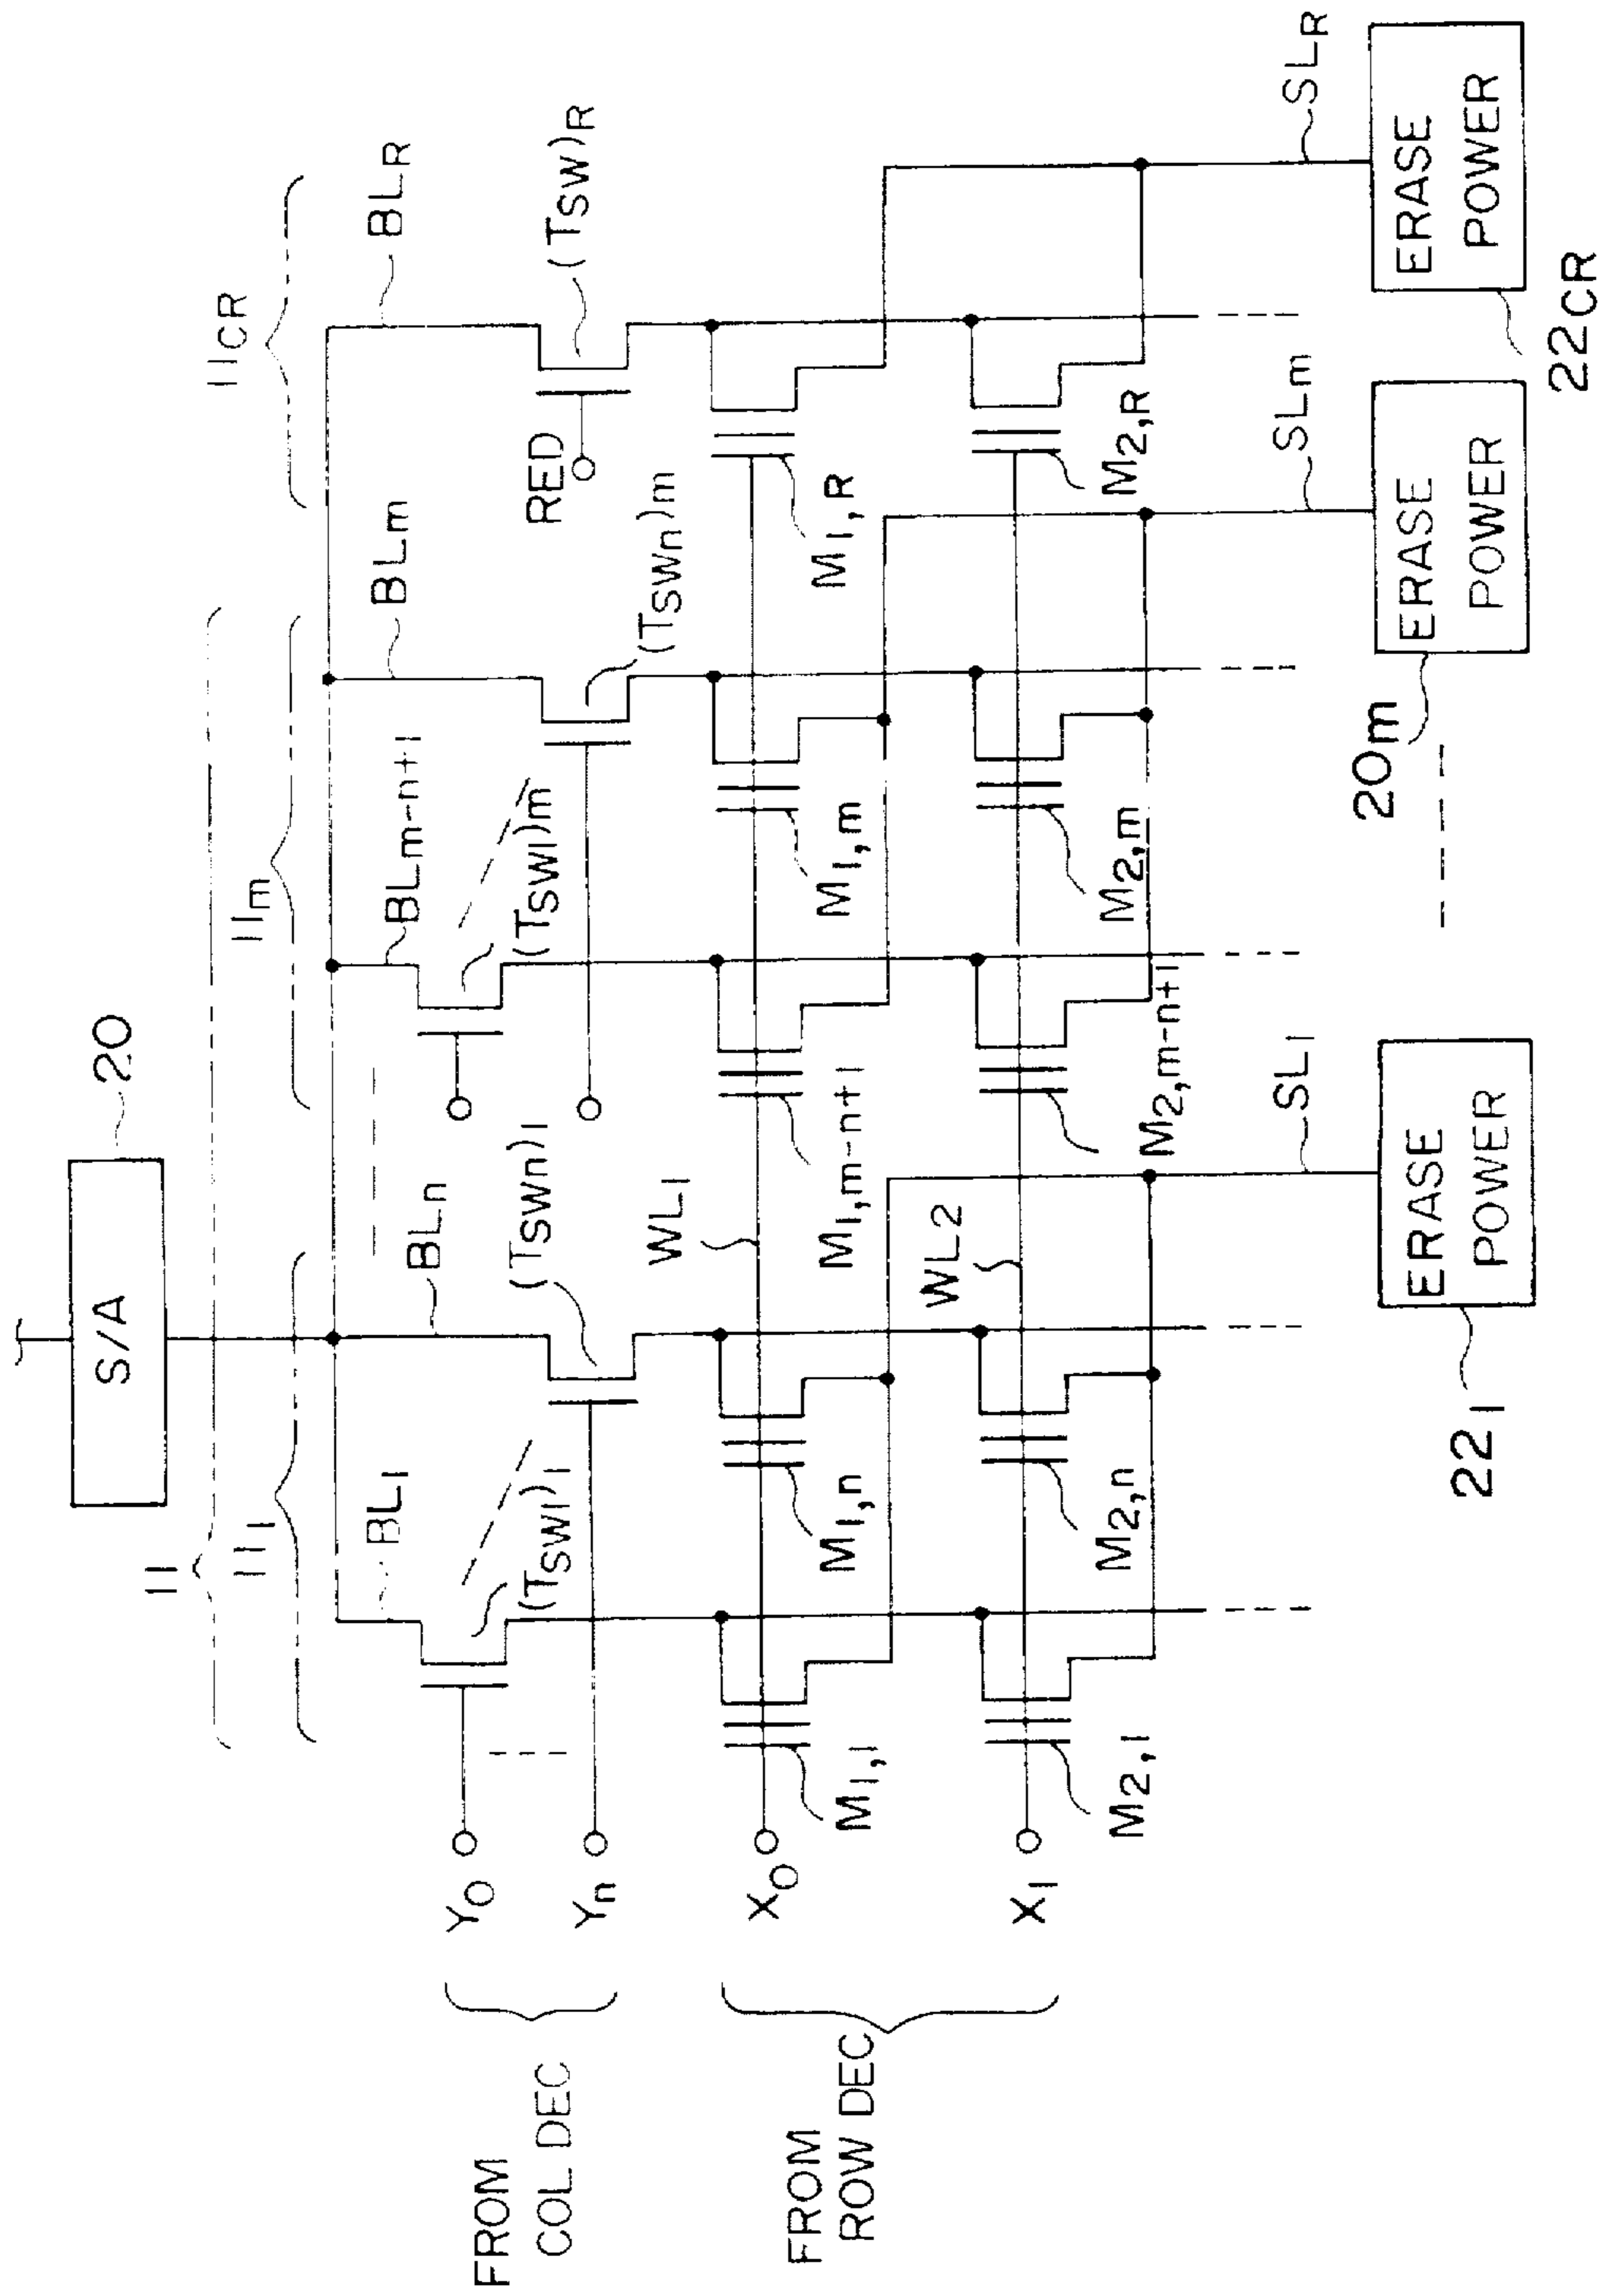 20
S/A
11
11₁
11m
11CR
BL₁
BLn
BLm-n+1
BLm
BLR
(TSW1)₁
(TSWn)₁
(TSW1)m
(TSWn)m
(TSW)R
RED
Y0
Yn
FROM
COL DEC
X0
X1
FROM
ROW DEC
WL1
WL2
M1,1
M1,n
M1,m-n+1
M1,m
M1,R
M2,1
M2,n
M2,m-n+1
M2,m
M2,R
SL1
SLm
SLR
ERASE
POWER
22₁
ERASE
POWER
20m
ERASE
POWER
22CR